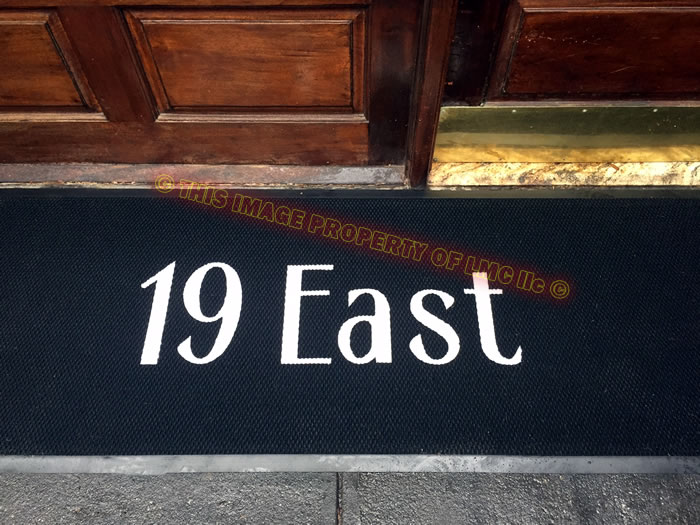 © THIS IMAGE PROPERTY OF LMC llc ©
19 East